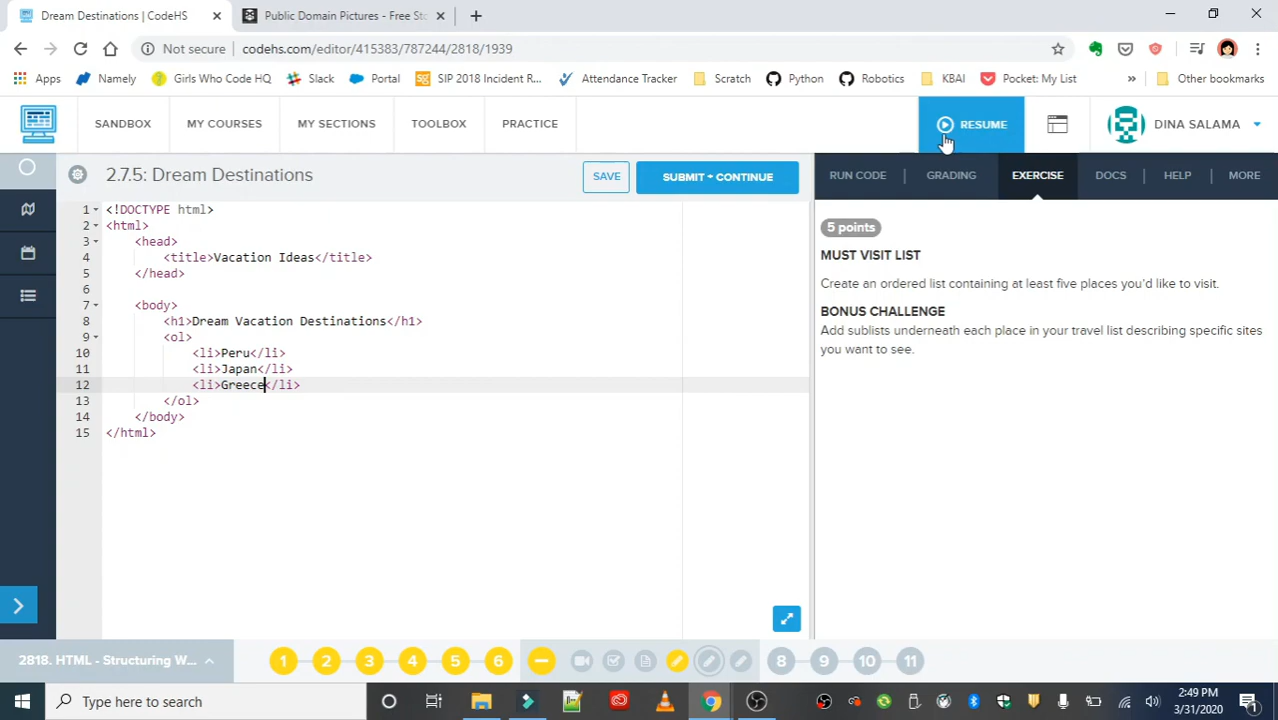 Dream Destinations | CodeHS
Public Domain Pictures - Free Sto
Not secure
codehs.com/editor/415383/787244/2818/1939
Apps
Namely
Girls Who Code HQ
Slack
Portal
SIP 2018 Incident R...
Attendance Tracker
Scratch
Python
Robotics
KBAI
Pocket: My List
»
Other bookmarks
SANDBOX
MY COURSES
MY SECTIONS
TOOLBOX
PRACTICE
RESUME
DINA SALAMA
2.7.5: Dream Destinations
SAVE
SUBMIT + CONTINUE
RUN CODE
GRADING
EXERCISE
DOCS
HELP
MORE
1 <!DOCTYPE html>
2 <html>
3 <head>
4 <title>Vacation Ideas</title>
5 </head>
6
7 <body>
8 <h1>Dream Vacation Destinations</h1>
9 <ol>
10 <li>Peru</li>
11 <li>Japan</li>
12 <li>Greece</li>
13 </ol>
14 </body>
15 </html>
5 points
MUST VISIT LIST
Create an ordered list containing at least five places you'd like to visit.
BONUS CHALLENGE
Add sublists underneath each place in your travel list describing specific sites
you want to see.
2818. HTML - Structuring W...
1 2 3 4 5 6 8 9 10 11
Type here to search
2:49 PM
3/31/2020
1